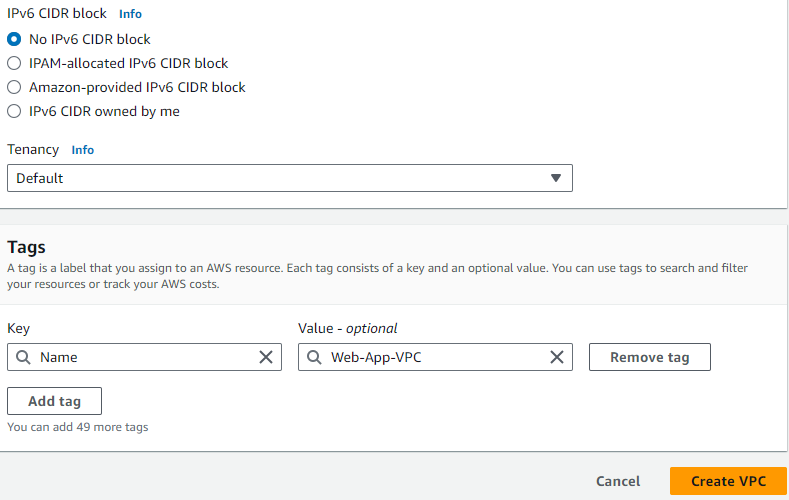 IPv6 CIDR block Info
No IPv6 CIDR block
IPAM-allocated IPv6 CIDR block
Amazon-provided IPv6 CIDR block
IPv6 CIDR owned by me
Tenancy Info
Default
Tags
A tag is a label that you assign to an AWS resource. Each tag consists of a key and an optional value. You can use tags to search and filter
your resources or track your AWS costs.
Key Value - optional
Name Web-App-VPC Remove tag
Add tag
You can add 49 more tags
Cancel Create VPC